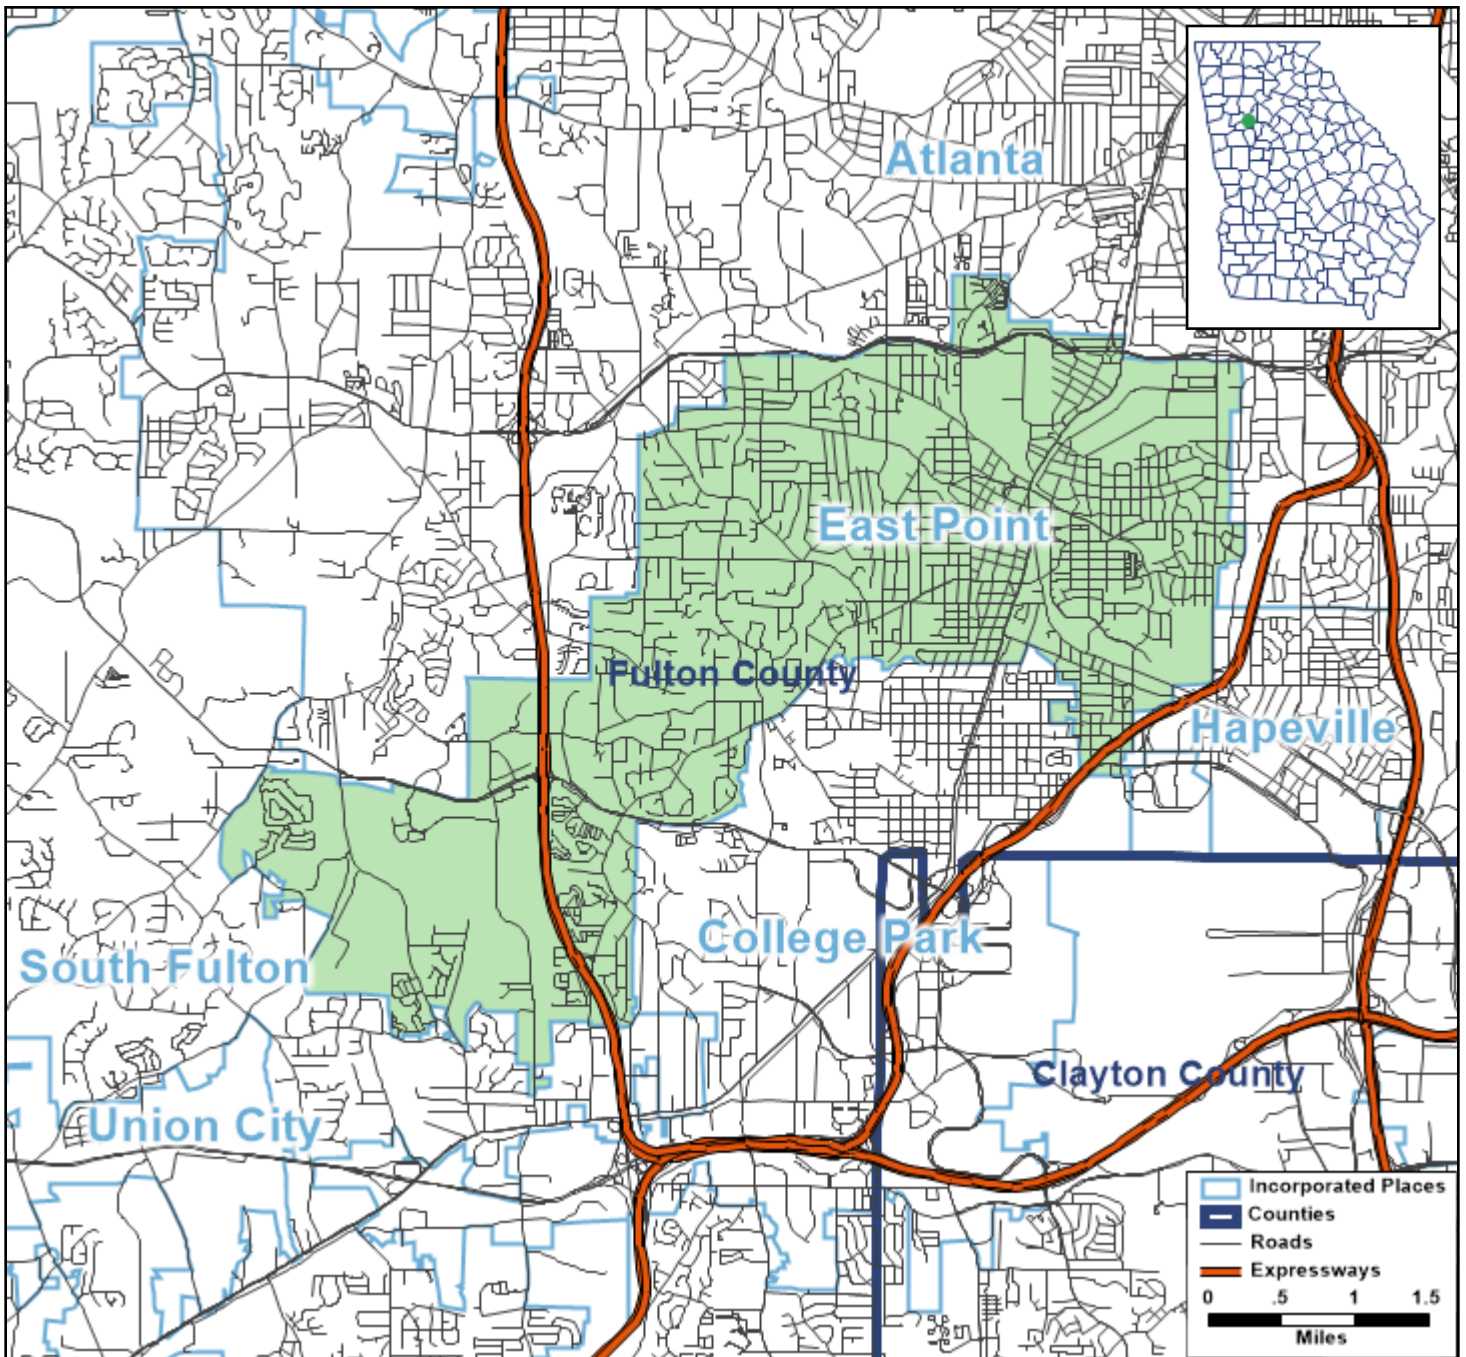 Atlanta
East Point
Fulton County
Hapeville
College Park
South Fulton
Clayton County
Union City
Incorporated Places
Counties
Roads
Expressways
0 .5 1 1.5
Miles